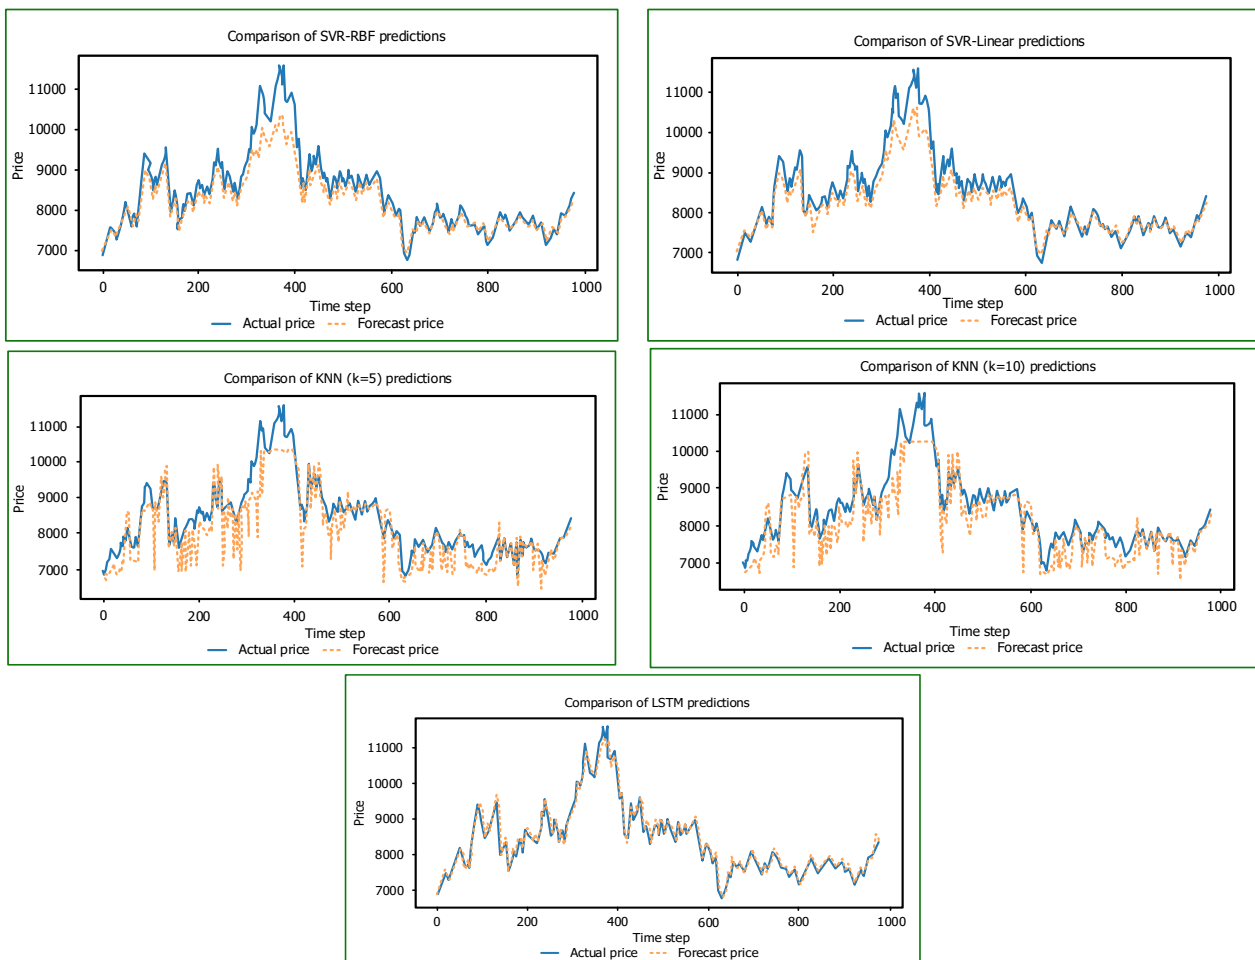 Comparison of SVR-RBF predictions
Price
11000
10000
9000
8000
7000
0 200 400 600 800 1000
Time step
Actual price Forecast price
Comparison of SVR-Linear predictions
Price
11000
10000
9000
8000
7000
0 200 400 600 800 1000
Time step
Actual price Forecast price
Comparison of KNN (k=5) predictions
Price
11000
10000
9000
8000
7000
0 200 400 600 800 1000
Time step
Actual price Forecast price
Comparison of KNN (k=10) predictions
Price
11000
10000
9000
8000
7000
0 200 400 600 800 1000
Time step
Actual price Forecast price
Comparison of LSTM predictions
Price
11000
10000
9000
8000
7000
0 200 400 600 800 1000
Time step
Actual price Forecast price